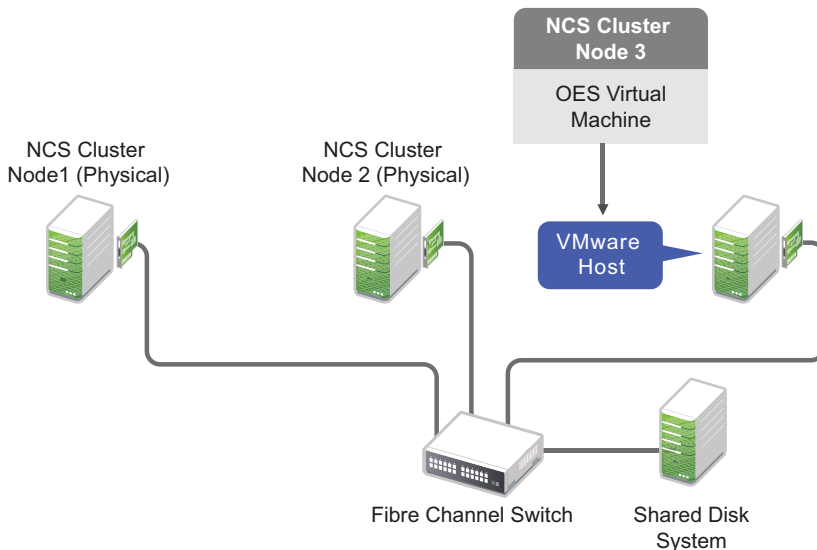 NCS Cluster
Node 3
OES Virtual
Machine
NCS Cluster
Node1 (Physical)
NCS Cluster
Node 2 (Physical)
VMware
Host
Fibre Channel Switch
Shared Disk
System